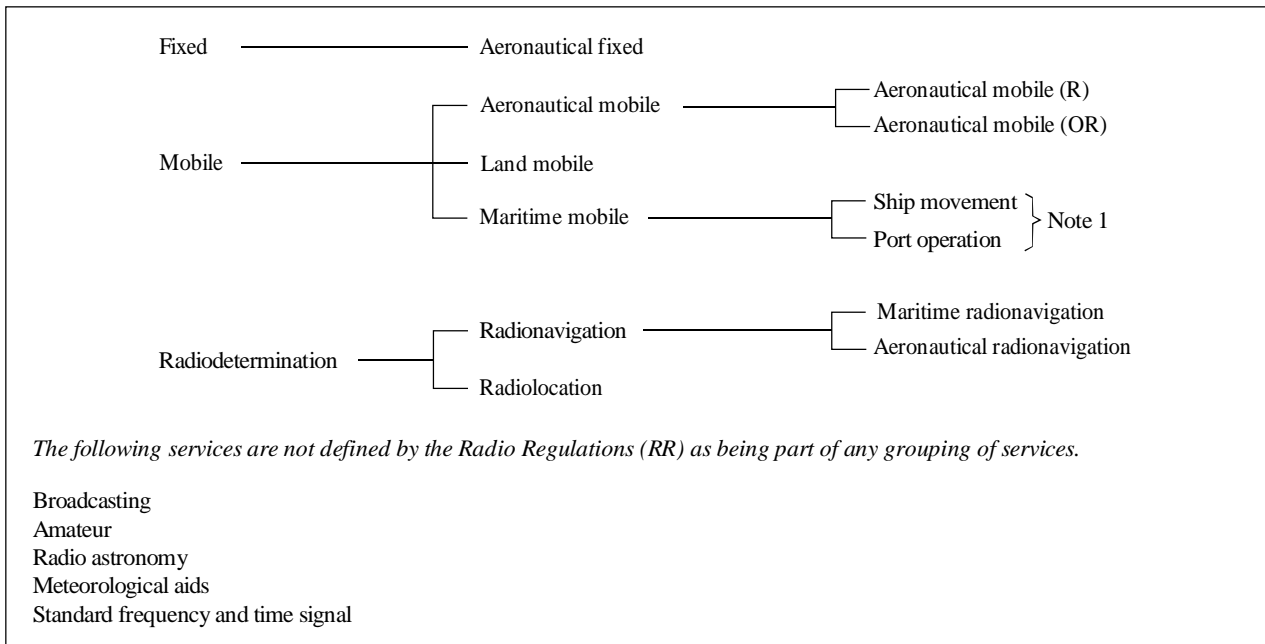 Fixed Aeronautical fixed
Aeronautical mobile (R)
Aeronautical mobile
Aeronautical mobile (OR)
Mobile Land mobile
Ship movement
Maritime mobile Note 1
Port operation
Maritime radionavigation
Radionavigation
Aeronautical radionavigation
Radiodetermination
Radiolocation
The following services are not defined by the Radio Regulations (RR) as being part of any grouping of services.
Broadcasting
Amateur
Radio astronomy
Meteorological aids
Standard frequency and time signal